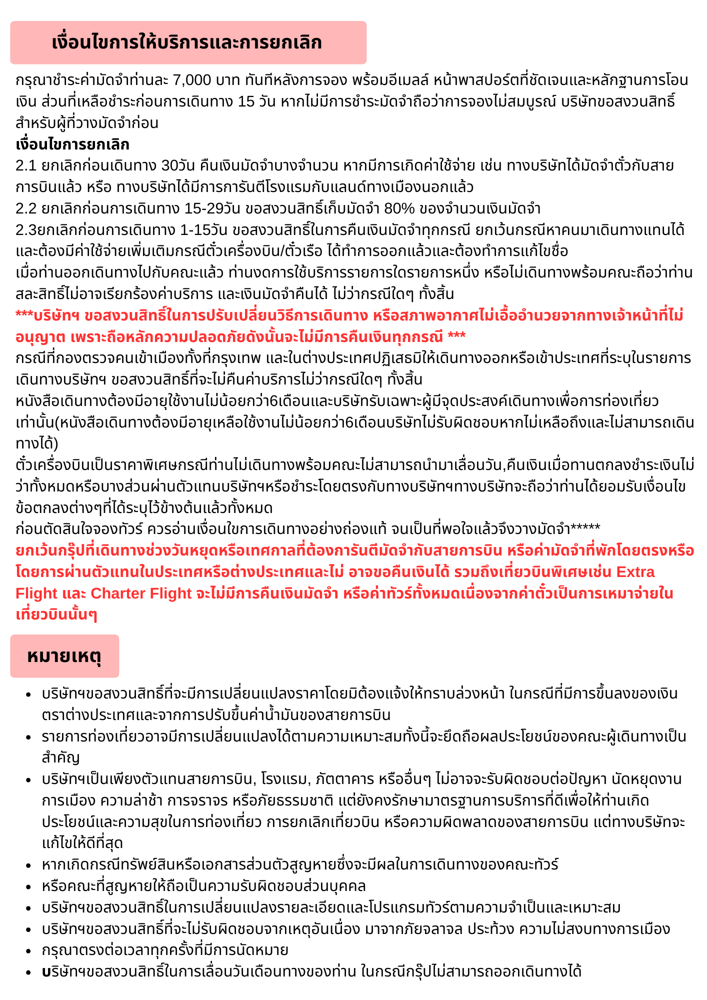 เงื่อนไขการให้บริการและการยกเลิก
กรุณาชำระค่ามัดจำท่านละ 7,000 บาท ทันทีหลังการจอง พร้อมอีเมลล์ หน้าพาสปอร์ตที่ชัดเจนและหลักฐานการโอน
เงิน ส่วนที่เหลือชำระก่อนการเดินทาง 15 วัน หากไม่มีการชำระมัดจำถือว่าการจองไม่สมบูรณ์ บริษัทขอสงวนสิทธิ์
สำหรับผู้ที่วางมัดจำก่อน
เงื่อนไขการยกเลิก
2.1 ยกเลิกก่อนเดินทาง 30วัน คืนเงินมัดจำบางจำนวน หากมีการเกิดค่าใช้จ่าย เช่น ทางบริษัทได้มัดจำตั๋วกับสาย
การบินแล้ว หรือ ทางบริษัทได้มีการการันตีโรงแรมกับแลนด์ทางเมืองนอกแล้ว
2.2 ยกเลิกก่อนการเดินทาง 15-29วัน ขอสงวนสิทธิ์เก็บมัดจำ 80% ของจำนวนเงินมัดจำ
2.3ยกเลิกก่อนการเดินทาง 1-15วัน ขอสงวนสิทธิ์ในการคืนเงินมัดจำทุกกรณี ยกเว้นกรณีหาคนมาเดินทางแทนได้
และต้องมีค่าใช้จ่ายเพิ่มเติมกรณีตั๋วเครื่องบิน/ตั๋วเรือ ได้ทำการออกแล้วและต้องทำการแก้ไขชื่อ
เมื่อท่านออกเดินทางไปกับคณะแล้ว ท่านงดการใช้บริการรายการใดรายการหนึ่ง หรือไม่เดินทางพร้อมคณะถือว่าท่าน
สละสิทธิ์ไม่อาจเรียกร้องค่าบริการ และเงินมัดจำคืนได้ ไม่ว่ากรณีใดๆ ทั้งสิ้น
***บริษัทฯ ขอสงวนสิทธิ์ในการปรับเปลี่ยนวิธีการเดินทาง หรือสภาพอากาศไม่เอื้ออำนวยจากทางเจ้าหน้าที่ไม่
อนุญาต เพราะถือหลักความปลอดภัยดังนั้นจะไม่มีการคืนเงินทุกกรณี ***
กรณีที่กองตรวจคนเข้าเมืองทั้งที่กรุงเทพ และในต่างประเทศปฏิเสธมิให้เดินทางออกหรือเข้าประเทศที่ระบุในรายการ
เดินทางบริษัทฯ ขอสงวนสิทธิ์ที่จะไม่คืนค่าบริการไม่ว่ากรณีใดๆ ทั้งสิ้น
หนังสือเดินทางต้องมีอายุใช้งานไม่น้อยกว่า6เดือนและบริษัทรับเฉพาะผู้มีจุดประสงค์เดินทางเพื่อการท่องเที่ยว
เท่านั้น(หนังสือเดินทางต้องมีอายุเหลือใช้งานไม่น้อยกว่า6เดือนบริษัทไม่รับผิดชอบหากไม่เหลือถึงและไม่สามารถเดิน
ทางได้)
ตั๋วเครื่องบินเป็นราคาพิเศษกรณีท่านไม่เดินทางพร้อมคณะไม่สามารถนำมาเลื่อนวัน,คืนเงินเมื่อทานตกลงชำระเงินไม่
ว่าทั้งหมดหรือบางส่วนผ่านตัวแทนบริษัทฯหรือชำระโดยตรงกับทางบริษัทฯทางบริษัทจะถือว่าท่านได้ยอมรับเงื่อนไข
ข้อตกลงต่างๆที่ได้ระบุไว้ข้างต้นแล้วทั้งหมด
ก่อนตัดสินใจจองทัวร์ ควรอ่านเงื่อนใขการเดินทางอย่างถ่องแท้ จนเป็นที่พอใจแล้วจึงวางมัดจำ*****
ยกเว้นกรุ๊ปที่เดินทางช่วงวันหยุดหรือเทศกาลที่ต้องการันตีมัดจำกับสายการบิน หรือค่ามัดจำที่พักโดยตรงหรือ
โดยการผ่านตัวแทนในประเทศหรือต่างประเทศและไม่ อาจขอคืนเงินได้ รวมถึงเที่ยวบินพิเศษเช่น Extra
Flight และ Charter Flight จะไม่มีการคืนเงินมัดจำ หรือค่าทัวร์ทั้งหมดเนื่องจากค่าตั๋วเป็นการเหมาจ่ายใน
เที่ยวบินนั้นๆ
หมายเหตุ
• บริษัทฯขอสงวนสิทธิ์ที่จะมีการเปลี่ยนแปลงราคาโดยมิต้องแจ้งให้ทราบล่วงหน้า ในกรณีที่มีการขึ้นลงของเงิน
ตราต่างประเทศและจากการปรับขึ้นค่าน้ำมันของสายการบิน
• รายการท่องเที่ยวอาจมีการเปลี่ยนแปลงได้ตามความเหมาะสมทั้งนี้จะยึดถือผลประโยชน์ของคณะผู้เดินทางเป็น
สำคัญ
• บริษัทฯเป็นเพียงตัวแทนสายการบิน, โรงแรม, ภัตตาคาร หรืออื่นๆ ไม่อาจจะรับผิดชอบต่อปัญหา นัดหยุดงาน
การเมือง ความล่าช้า การจราจร หรือภัยธรรมชาติ แต่ยังคงรักษามาตรฐานการบริการที่ดีเพื่อให้ท่านเกิด
ประโยชน์และความสุขในการท่องเที่ยว การยกเลิกเที่ยวบิน หรือความผิดพลาดของสายการบิน แต่ทางบริษัทจะ
แก้ไขให้ดีที่สุด
• หากเกิดกรณีทรัพย์สินหรือเอกสารส่วนตัวสูญหายซึ่งจะมีผลในการเดินทางของคณะทัวร์
• หรือคณะที่สูญหายให้ถือเป็นความรับผิดชอบส่วนบุคคล
• บริษัทฯขอสงวนสิทธิ์ในการเปลี่ยนแปลงรายละเอียดและโปรแกรมทัวร์ตามความจำเป็นและเหมาะสม
• บริษัทฯขอสงวนสิทธิ์ที่จะไม่รับผิดชอบจากเหตุอันเนื่อง มาจากภัยจลาจล ประท้วง ความไม่สงบทางการเมือง
• กรุณาตรงต่อเวลาทุกครั้งที่มีการนัดหมาย
• บริษัทฯขอสงวนสิทธิ์ในการเลื่อนวันเดือนทางของท่าน ในกรณีกรุ๊ปไม่สามารถออกเดินทางได้